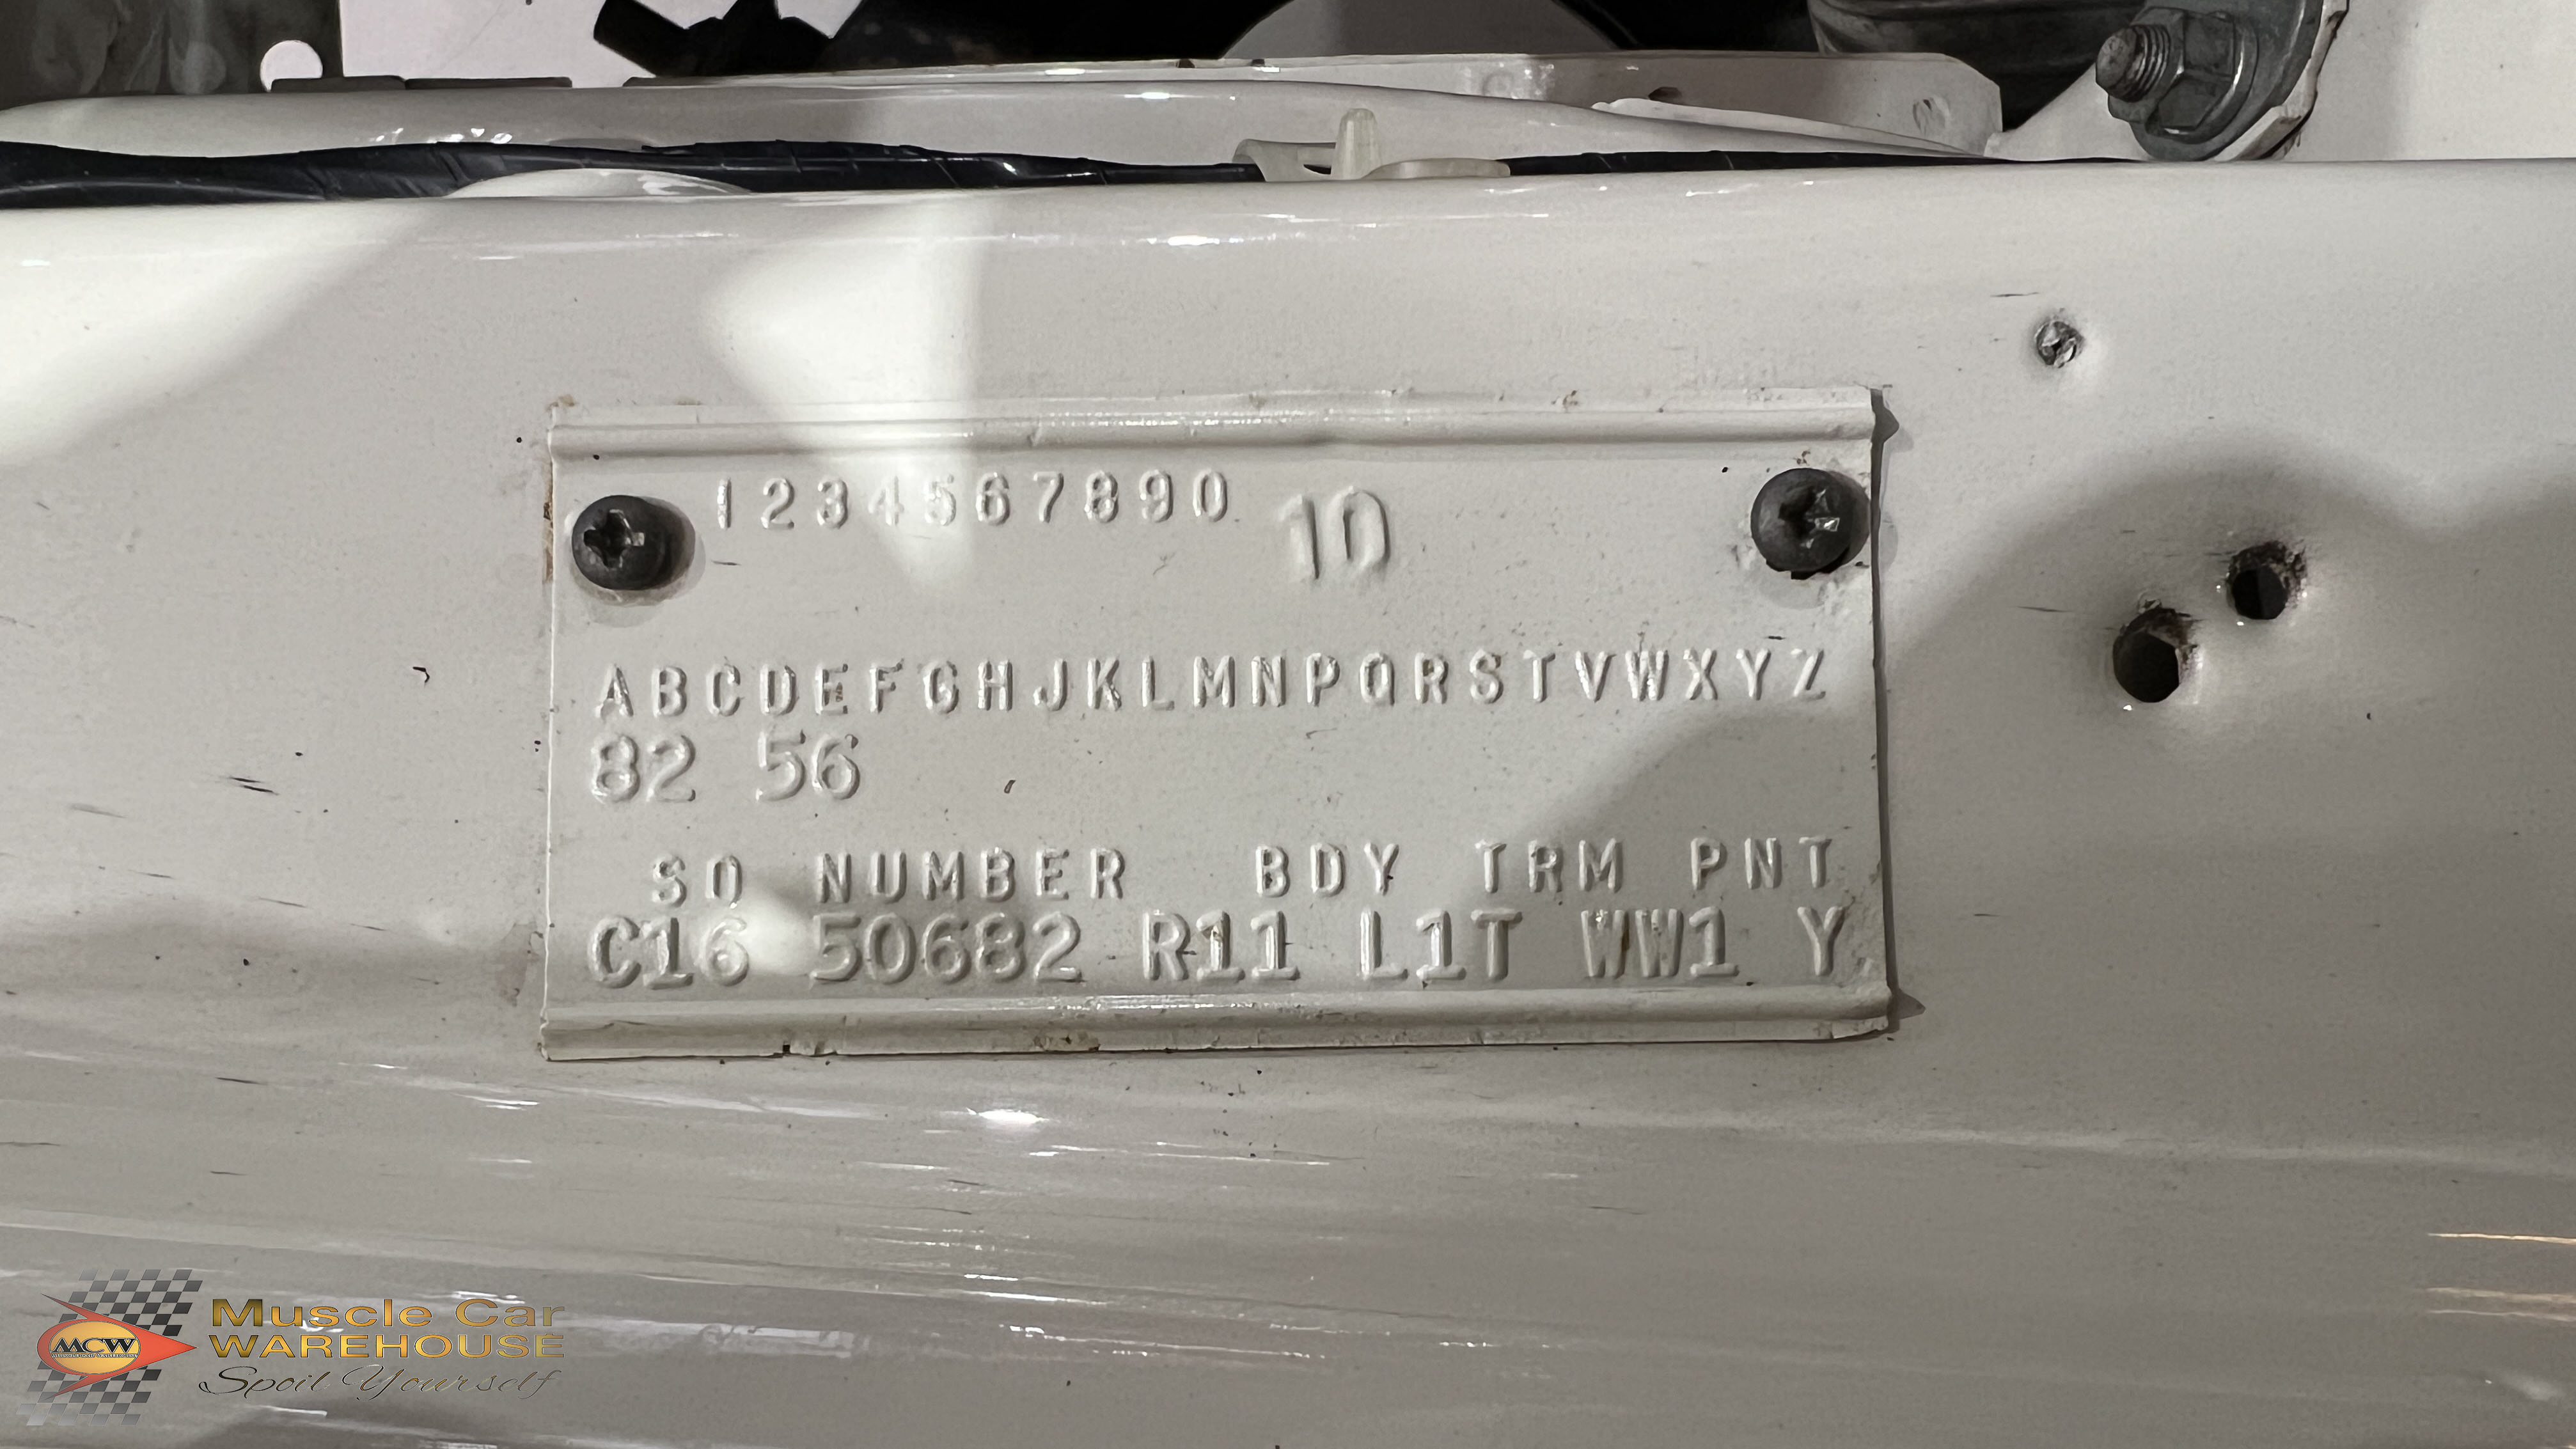 1234567890
10
ABCDEFGHJKLMNPQRSTVWXYZ
82 56
SO NUMBER BDY TRM PNT
C16 50682 R11 L1T WW1 Y
MCW
Muscle Car
WAREHOUSE
Spoil Yourself